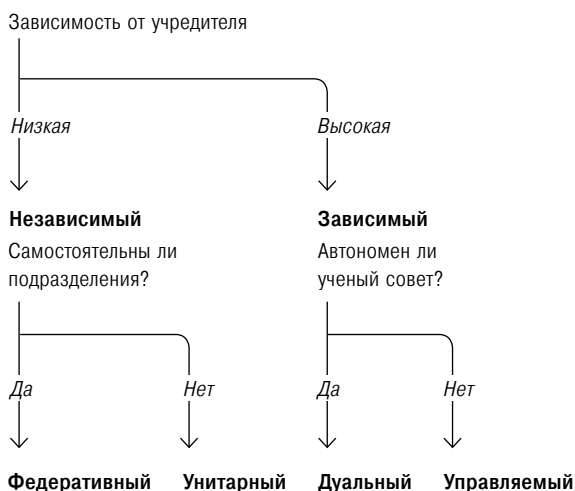 Зависимость от учредителя
Низкая Высокая
Независимый Зависимый
Самостоятельны ли Автономен ли
подразделения? ученый совет?
Да Нет Да Нет
Федеративный Унитарный Дуальный Управляемый